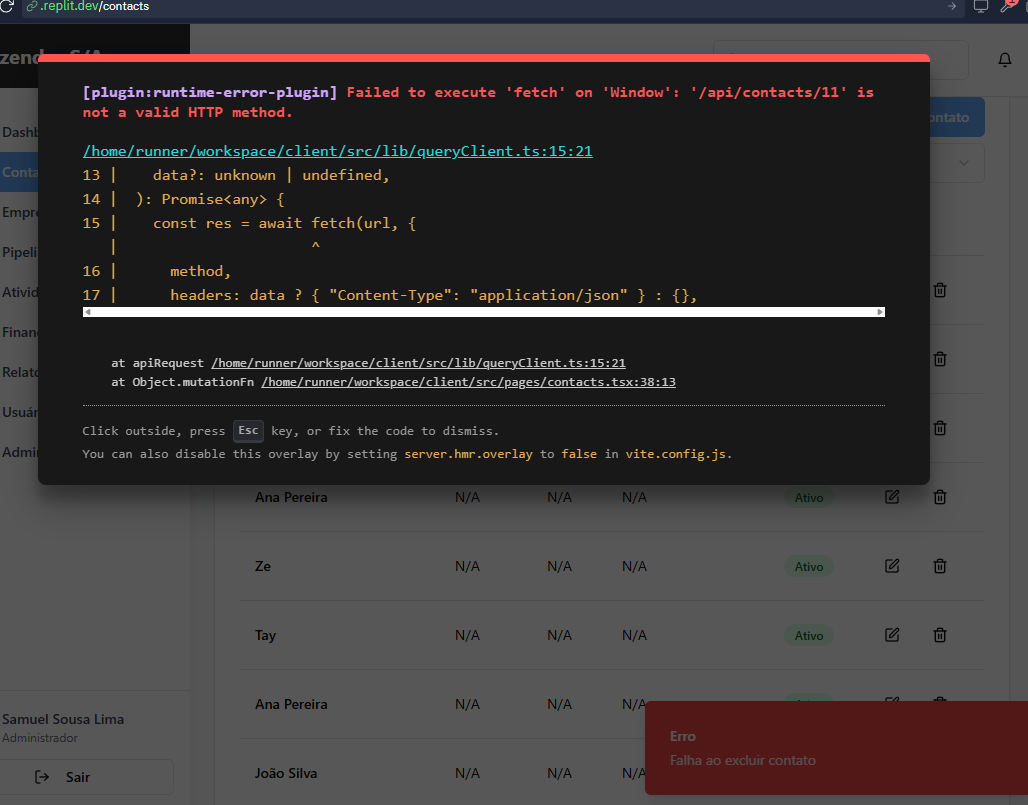 .replit.dev/contacts
zend S/A
[plugin:runtime-error-plugin] Failed to execute 'fetch' on 'Window': '/api/contacts/11' is
not a valid HTTP method.
/home/runner/workspace/client/src/lib/queryClient.ts:15:21
13 | data?: unknown | undefined,
14 | ): Promise<any> {
15 | const res = await fetch(url, {
| ^
16 | method,
17 | headers: data ? { "Content-Type": "application/json" } : {},
at apiRequest /home/runner/workspace/client/src/lib/queryClient.ts:15:21
at Object.mutationFn /home/runner/workspace/client/src/pages/contacts.tsx:38:13
Click outside, press Esc key, or fix the code to dismiss.
You can also disable this overlay by setting server.hmr.overlay to false in vite.config.js.
ontato
Dashb
Conta
Empre
Pipeli
Ativid
Finan
Relato
Usuár
Admi
Ana Pereira N/A N/A N/A Ativo
Ze N/A N/A N/A Ativo
Tay N/A N/A N/A Ativo
Ana Pereira N/A N/A N/A
João Silva N/A N/A N/A
Samuel Sousa Lima
Administrador
Sair
Erro
Falha ao excluir contato